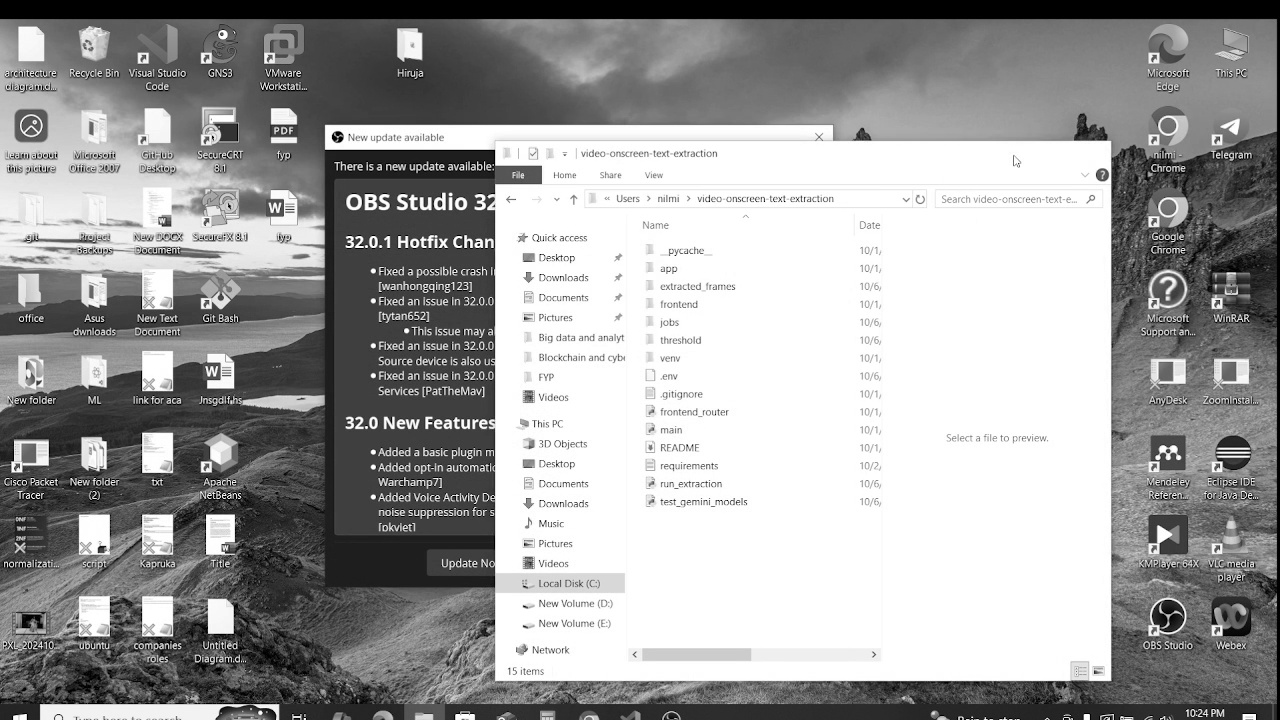 architecture
diagram.d...
Recycle Bin
Visual Studio
Code
GNS3
VMware
Workstati...
Hiruja
Microsoft
Edge
This PC
Learn about
this picture
Microsoft
Office 2007
GitHub
Desktop
SecureCRT
8.1
PDF
fyp
nilmi -
Chrome
Telegram
.git
Project
Backups
New DOCX
Document
SecureFX 8.1
fyp
Google
Chrome
office
Asus
dwnloads
New Text
Document
Git Bash
Microsoft
Support an...
WinRAR
New folder
ML
link for aca
Jnsgdlf,hs
AnyDesk
ZoomInstal...
Cisco Packet
Tracer
New folder
(2)
txt
Apache
NetBeans
Mendeley
Referen...
Eclipse IDE
for Java De...
1NF
2NF
3NF
normalizati...
script
Kapruka
Title
KMPlayer 64X
VLC media
player
PXL_202410...
ubuntu
companies
roles
Untitled
Diagram.d...
OBS Studio
Webex
New update available
There is a new update available:
OBS Studio 32
32.0.1 Hotfix Chan
Fixed a possible crash i
[wanhongqing123]
Fixed an issue in 32.0.0
[tytan652]
This issue may al
Fixed an issue in 32.0.0
Source device is also us
Fixed an issue in 32.0.0
Services [PatTheMav]
32.0 New Features
Added a basic plugin m
Added opt-in automatic
Warchamp7]
Added Voice Activity De
noise suppression for s
[pkviet]
Update No
video-onscreen-text-extraction
File Home Share View
« Users > nilmi > video-onscreen-text-extraction
Search video-onscreen-text-e...
Quick access
Desktop
Downloads
Documents
Pictures
Big data and analyt
Blockchain and cybe
FYP
Videos
This PC
3D Objects
Desktop
Documents
Downloads
Music
Pictures
Videos
Local Disk (C:)
New Volume (D:)
New Volume (E:)
Network
Name Date
__pycache__ 10/1/
app 10/1/
extracted_frames 10/6/
frontend 10/1/
jobs 10/6/
threshold 10/6/
venv 10/1/
.env 10/6/
.gitignore 10/1/
frontend_router 10/1/
main 10/1/
README 10/1/
requirements 10/2/
run_extraction 10/6/
test_gemini_models 10/6/
Select a file to preview.
15 items
Type here to search
Rain to stop
10:24 PM